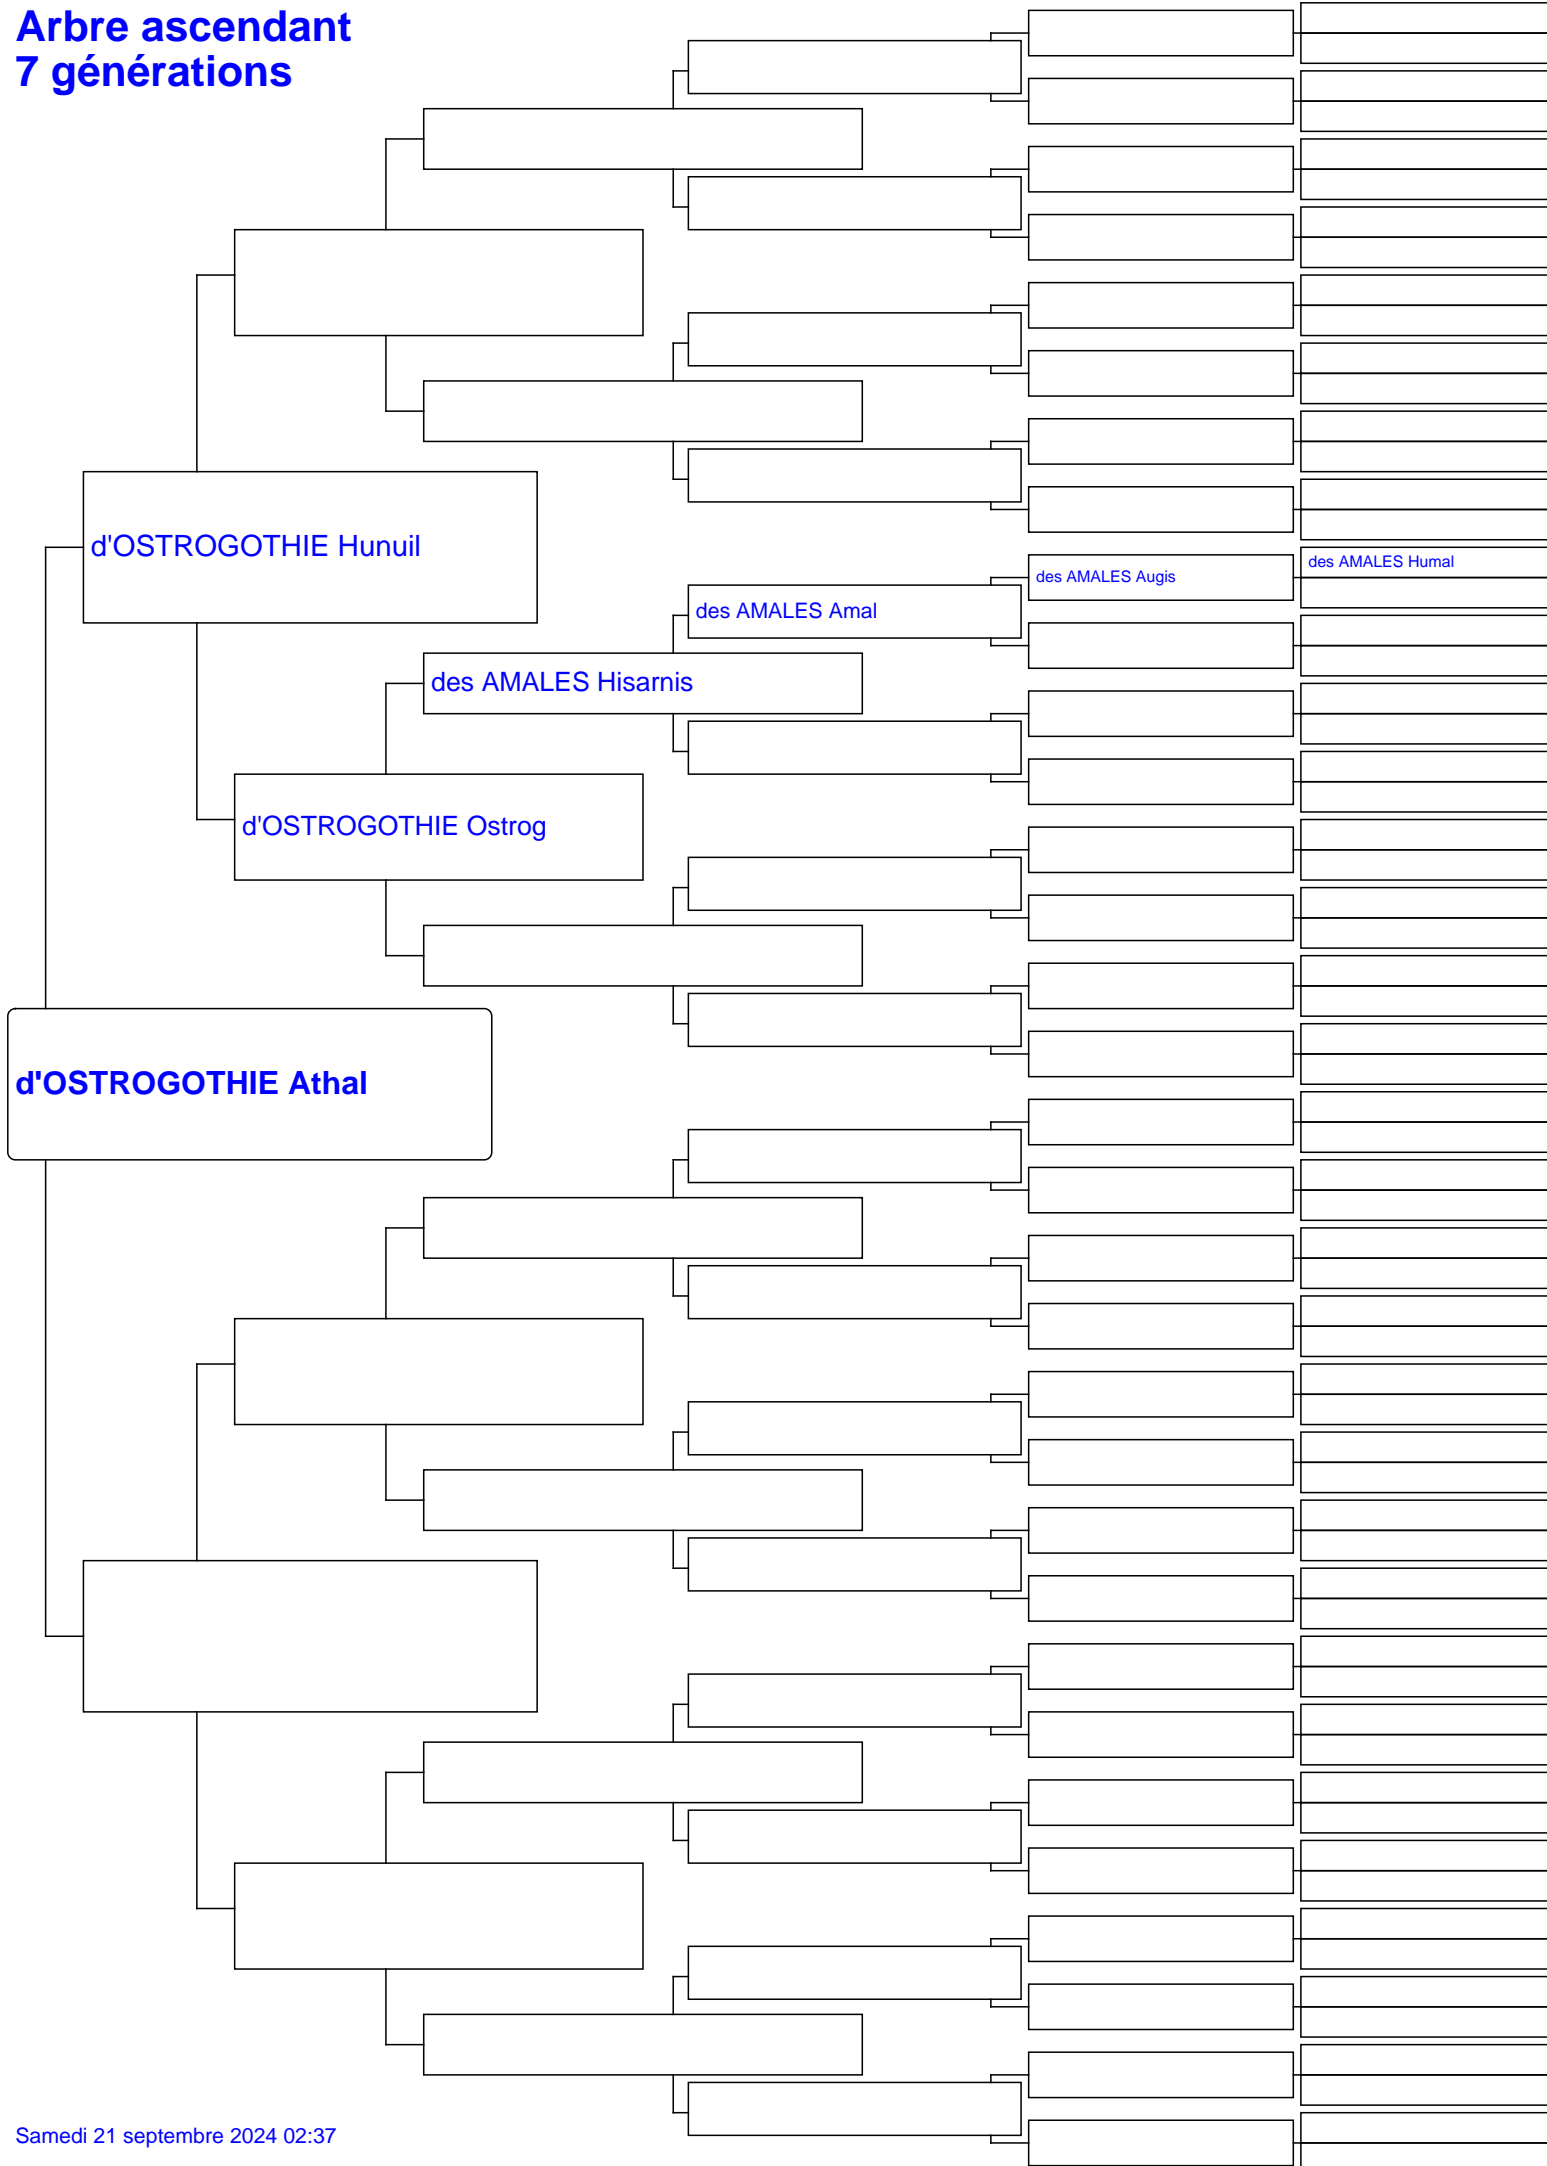 Arbre ascendant
7 générations
d'OSTROGOTHIE Hunuil
des AMALES Augis
des AMALES Humal
des AMALES Amal
des AMALES Hisarnis
d'OSTROGOTHIE Ostrog
d'OSTROGOTHIE Athal
Samedi 21 septembre 2024 02:37